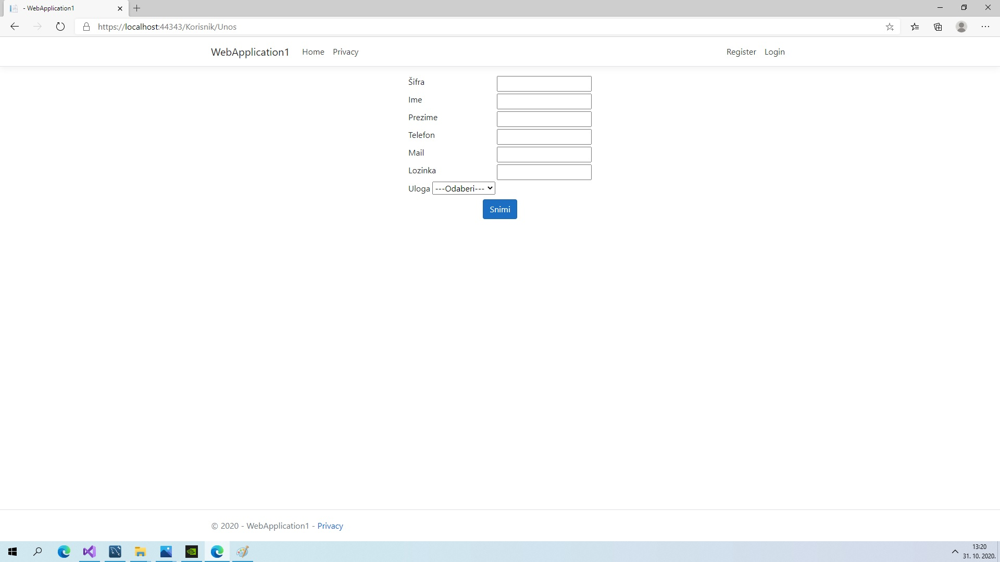 - WebApplication1
https://localhost:44343/Korisnik/Unos
WebApplication1 Home Privacy Register Login
Šifra
Ime
Prezime
Telefon
Mail
Lozinka
Uloga ---Odaberi---
Snimi
© 2020 - WebApplication1 - Privacy
13:20
31. 10. 2020.